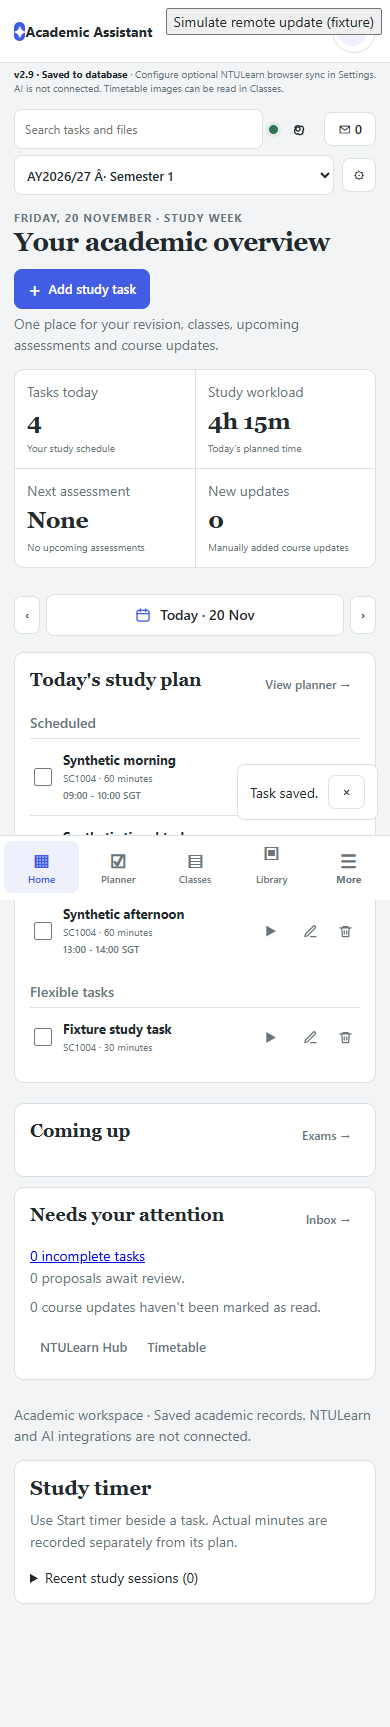 Academic Assistant
Simulate remote update (fixture)
v2.9 · Saved to database · Configure optional NTULearn browser sync in Settings.
AI is not connected. Timetable images can be read in Classes.
Search tasks and files
0
AY2026/27 Â· Semester 1
FRIDAY, 20 NOVEMBER · STUDY WEEK
Your academic overview
+ Add study task
One place for your revision, classes, upcoming
assessments and course updates.
Tasks today
4
Your study schedule
Study workload
4h 15m
Today's planned time
Next assessment
None
No upcoming assessments
New updates
0
Manually added course updates
‹
Today · 20 Nov
›
Today's study plan
View planner →
Scheduled
Synthetic morning
SC1004 · 60 minutes
09:00 - 10:00 SGT
Task saved.
×
Home
Planner
Classes
Library
More
Synthetic afternoon
SC1004 · 60 minutes
13:00 - 14:00 SGT
Flexible tasks
Fixture study task
SC1004 · 30 minutes
Coming up
Exams →
Needs your attention
Inbox →
0 incomplete tasks
0 proposals await review.
0 course updates haven't been marked as read.
NTULearn Hub
Timetable
Academic workspace · Saved academic records. NTULearn
and AI integrations are not connected.
Study timer
Use Start timer beside a task. Actual minutes are
recorded separately from its plan.
Recent study sessions (0)